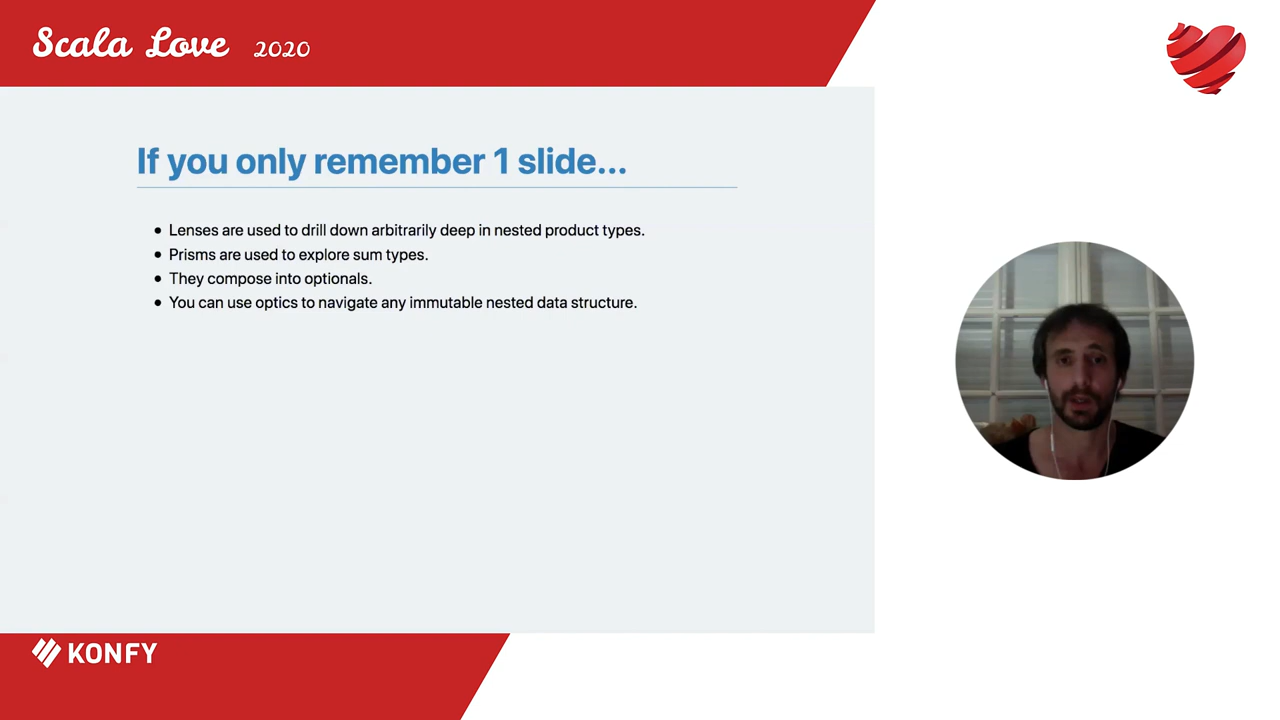 Scala Love 2020
If you only remember 1 slide...
• Lenses are used to drill down arbitrarily deep in nested product types.
• Prisms are used to explore sum types.
• They compose into optionals.
• You can use optics to navigate any immutable nested data structure.
KONFY